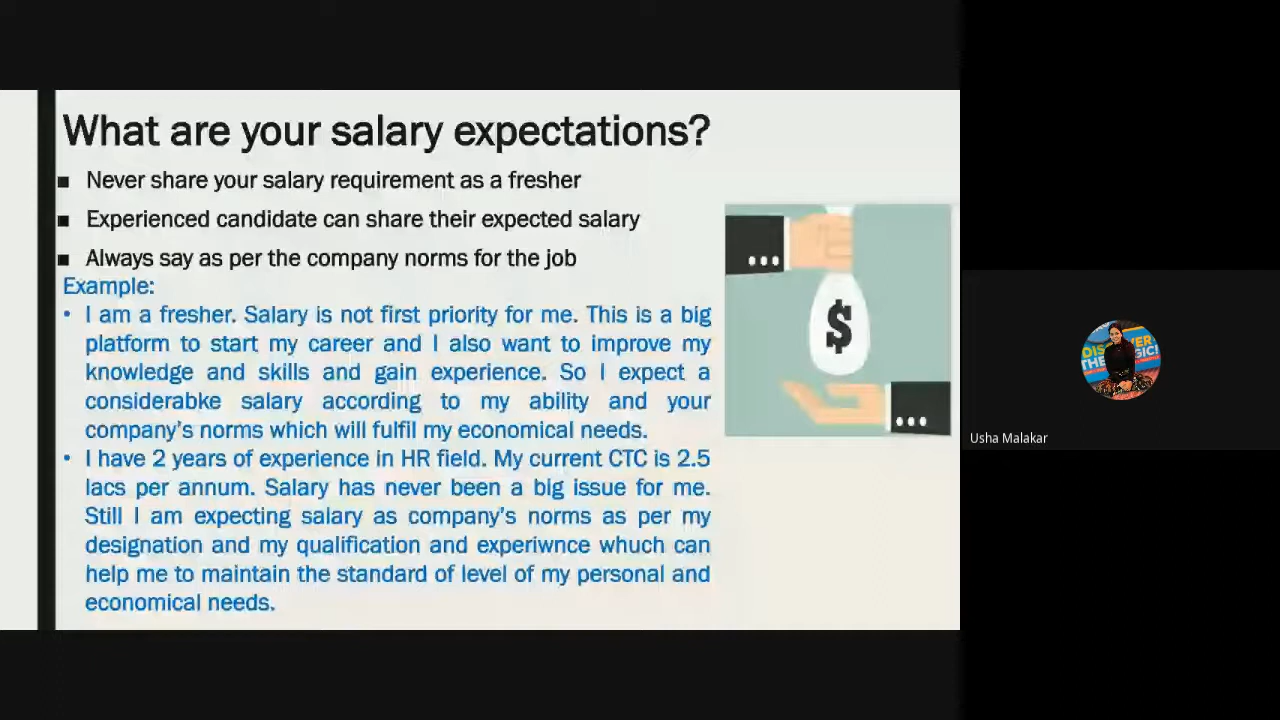 What are your salary expectations?
■ Never share your salary requirement as a fresher
■ Experienced candidate can share their expected salary
■ Always say as per the company norms for the job
Example:
• I am a fresher. Salary is not first priority for me. This is a big
platform to start my career and I also want to improve my
knowledge and skills and gain experience. So I expect a
considerabke salary according to my ability and your
company's norms which will fulfil my economical needs.
• I have 2 years of experience in HR field. My current CTC is 2.5
lacs per annum. Salary has never been a big issue for me.
Still I am expecting salary as company's norms as per my
designation and my qualification and experiwnce whuch can
help me to maintain the standard of level of my personal and
economical needs.
$
Usha Malakar